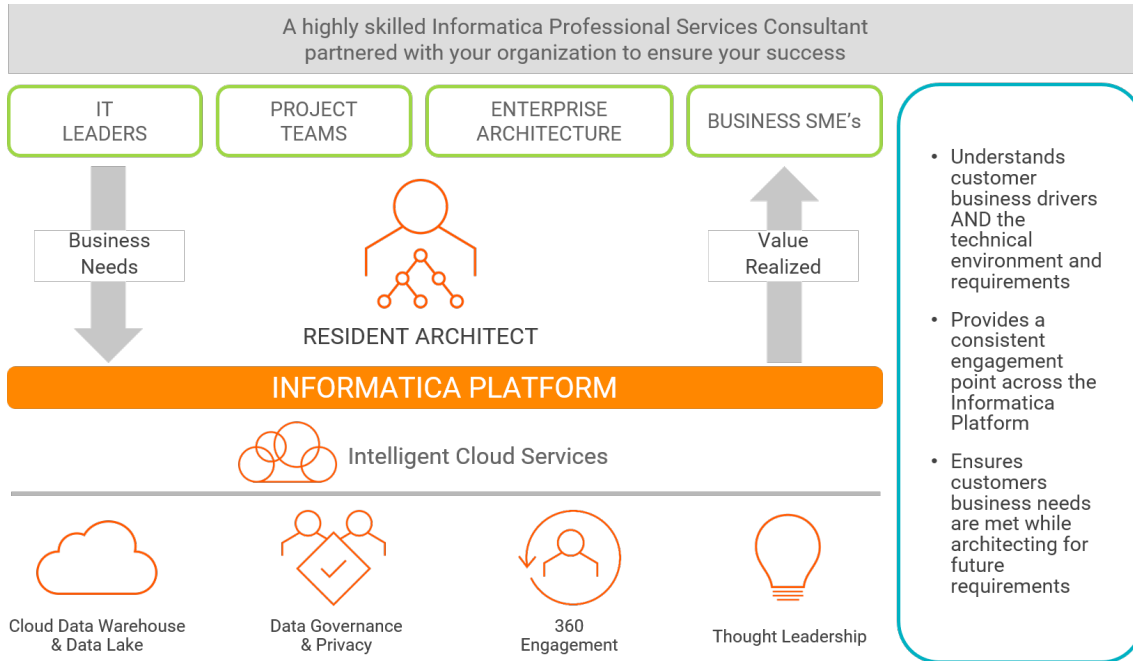 A highly skilled Informatica Professional Services Consultant
partnered with your organization to ensure your success
IT
LEADERS
PROJECT
TEAMS
ENTERPRISE
ARCHITECTURE
BUSINESS SME's
Business
Needs
Value
Realized
RESIDENT ARCHITECT
INFORMATICA PLATFORM
Intelligent Cloud Services
Cloud Data Warehouse
& Data Lake
Data Governance
& Privacy
360
Engagement
Thought Leadership
• Understands
customer
business drivers
AND the
technical
environment and
requirements
• Provides a
consistent
engagement
point across the
Informatica
Platform
• Ensures
customers
business needs
are met while
architecting for
future
requirements